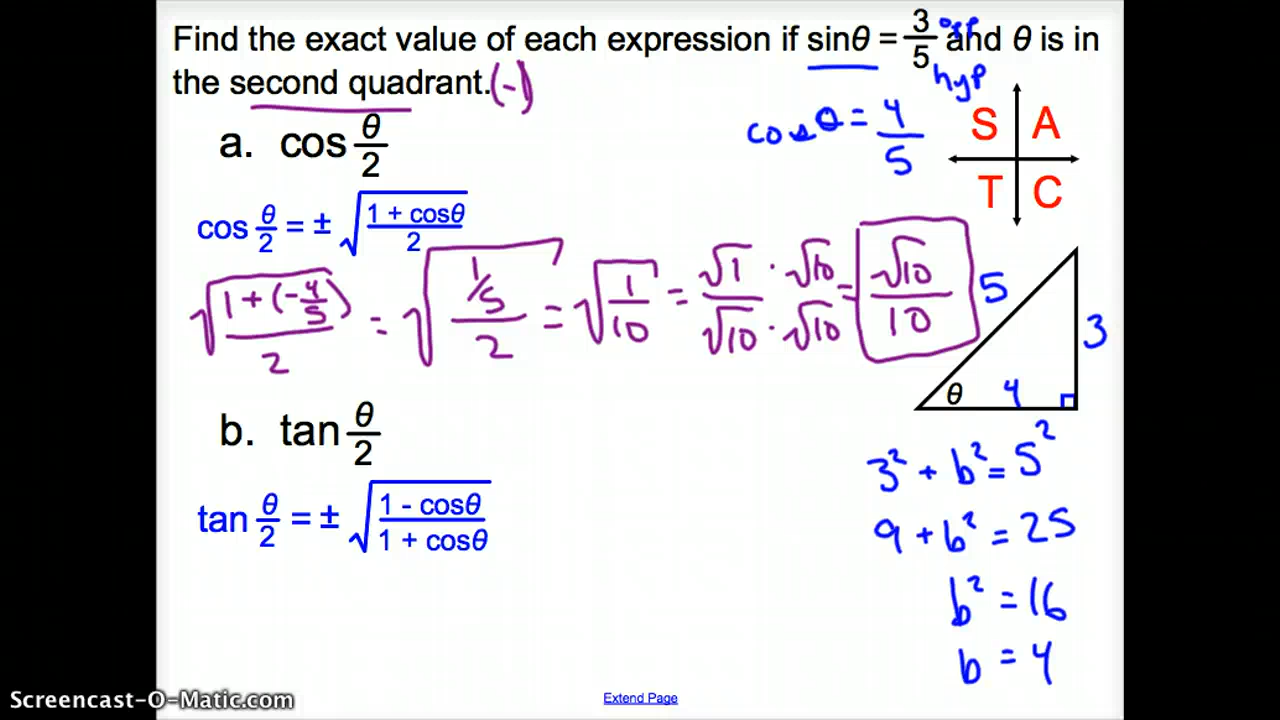 Find the exact value of each expression if sinθ = 3/5 and θ is in
opp
hyp
the second quadrant. (-)
cosθ = 4/5
S A
T C
a. cos θ/2
cos θ/2 = ± √((1 + cosθ)/2)
√((1 + (-4/5))/2) = √((1/5)/2) = √(1/10) = √1/√10 · √10/√10 = √10/10
5
3
θ 4
b. tan θ/2
tan θ/2 = ± √((1 - cosθ)/(1 + cosθ))
3² + b² = 5²
9 + b² = 25
b² = 16
b = 4
Screencast-O-Matic.com
Extend Page